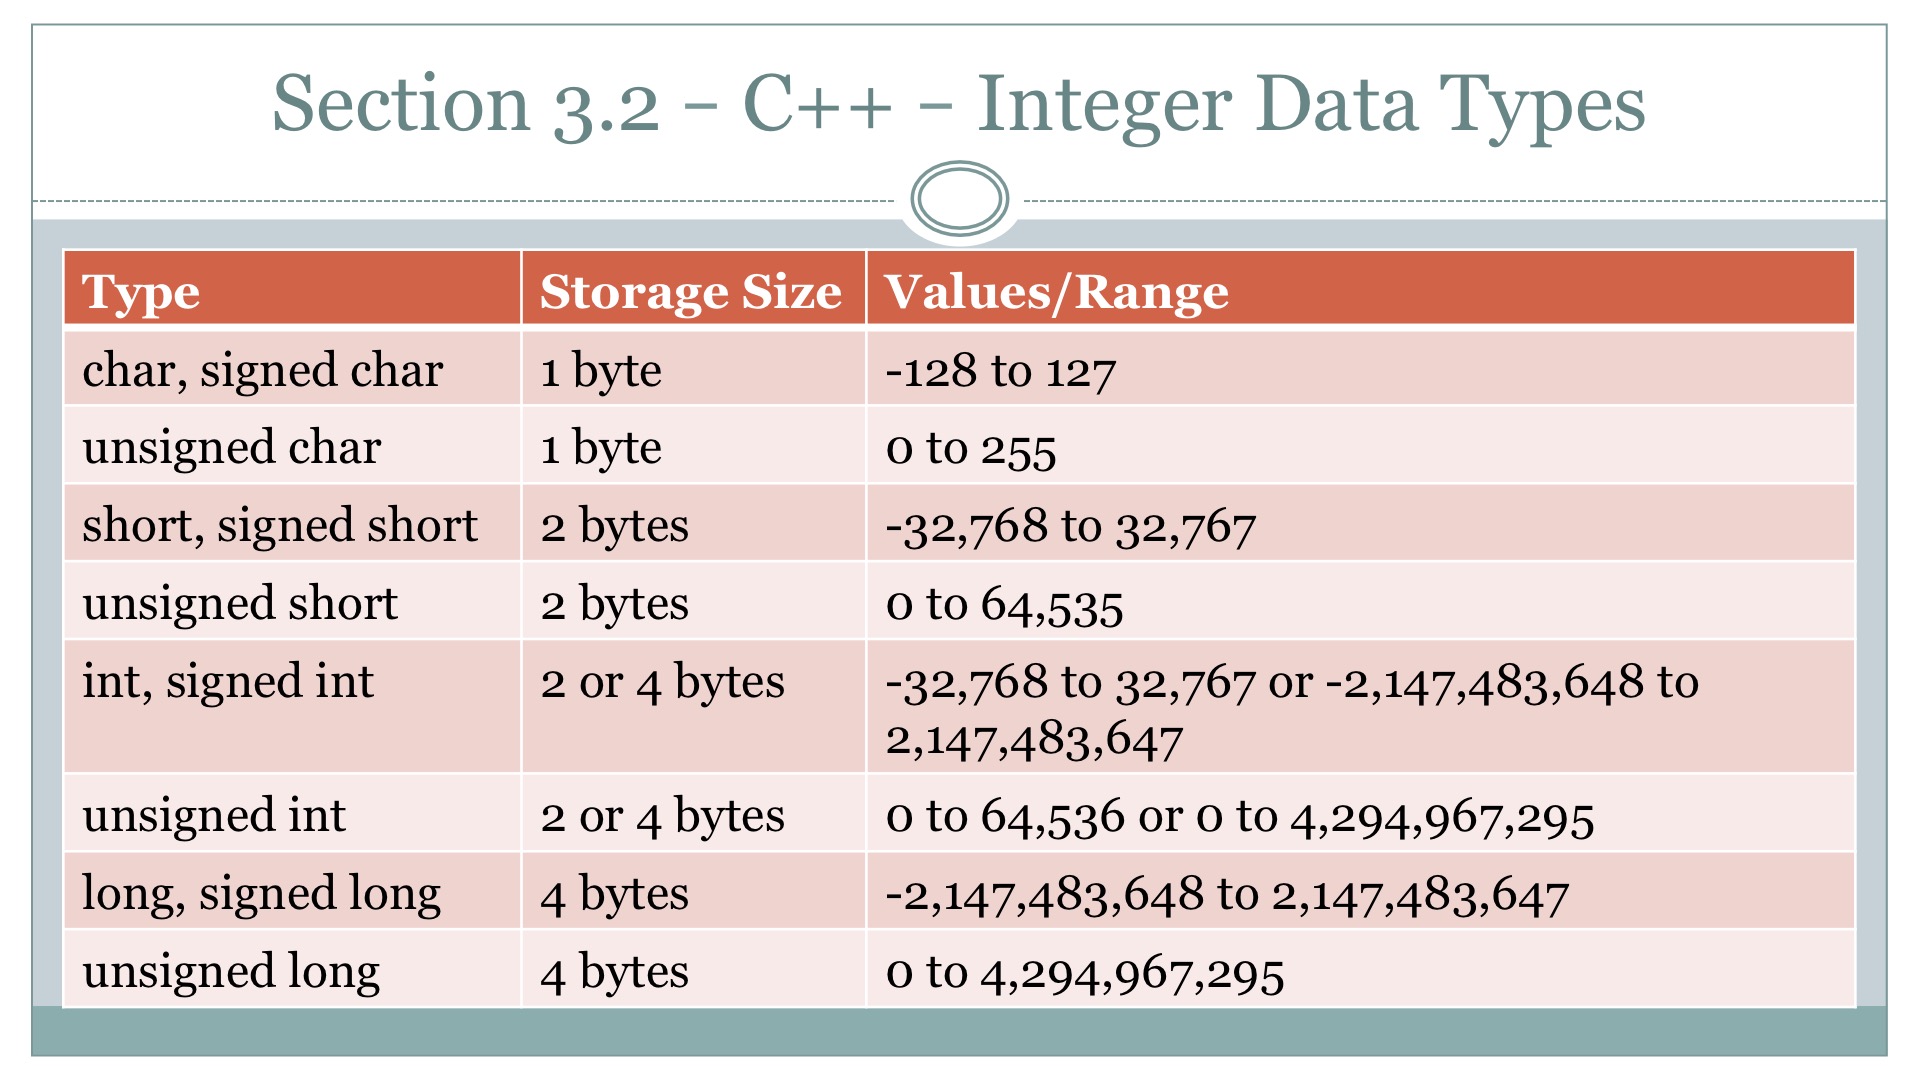 Section 3.2 – C++ – Integer Data Types
Type Storage Size Values/Range
char, signed char 1 byte -128 to 127
unsigned char 1 byte 0 to 255
short, signed short 2 bytes -32,768 to 32,767
unsigned short 2 bytes 0 to 64,535
int, signed int 2 or 4 bytes -32,768 to 32,767 or -2,147,483,648 to
2,147,483,647
unsigned int 2 or 4 bytes 0 to 64,536 or 0 to 4,294,967,295
long, signed long 4 bytes -2,147,483,648 to 2,147,483,647
unsigned long 4 bytes 0 to 4,294,967,295